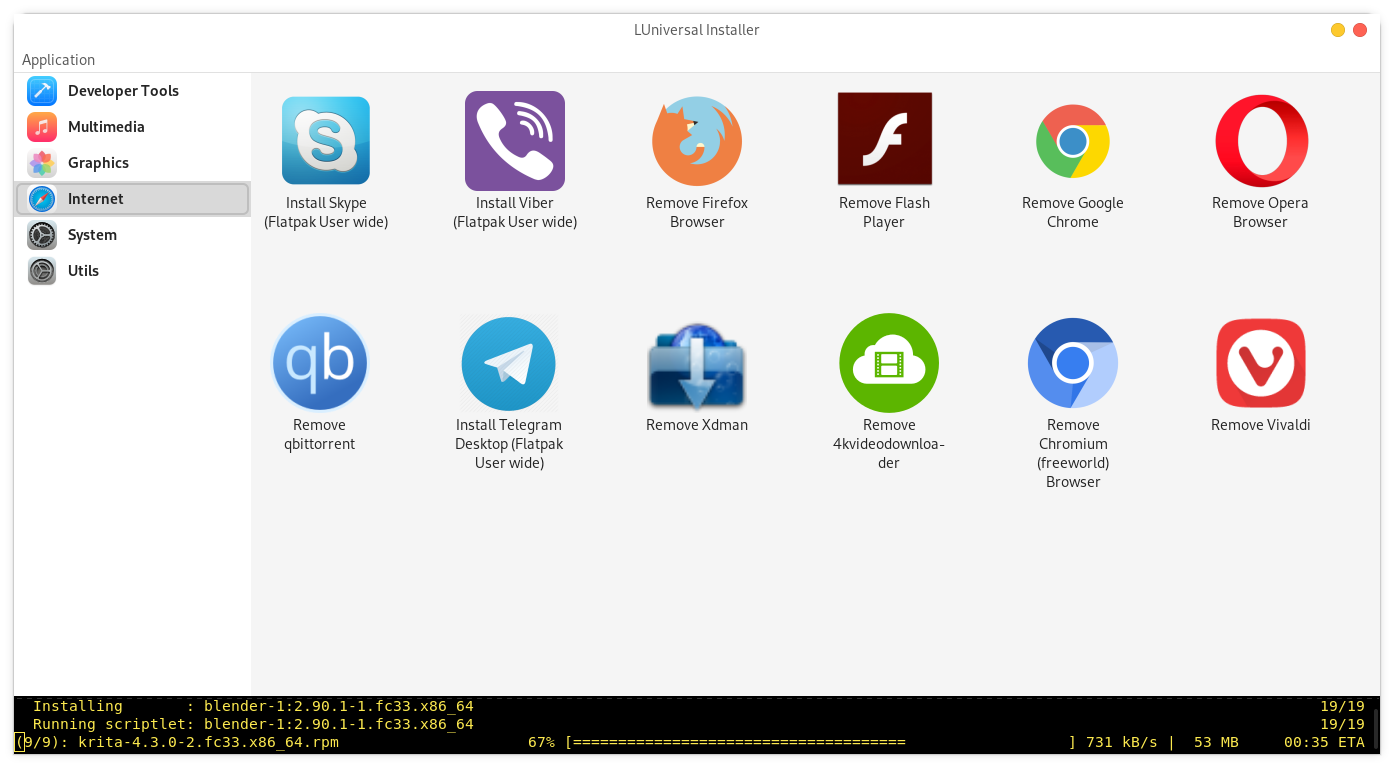 LUniversal Installer
Application
Developer Tools
Multimedia
Graphics
Internet
System
Utils
Install Skype
(Flatpak User wide)
Install Viber
(Flatpak User wide)
Remove Firefox
Browser
Remove Flash
Player
Remove Google
Chrome
Remove Opera
Browser
qb
Remove
qbittorrent
Install Telegram
Desktop (Flatpak
User wide)
Remove Xdman
Remove
4kvideodownloa-
der
Remove
Chromium
(freeworld)
Browser
Remove Vivaldi
Installing       : blender-1:2.90.1-1.fc33.x86_64 19/19
Running scriptlet: blender-1:2.90.1-1.fc33.x86_64 19/19
(9/9): krita-4.3.0-2.fc33.x86_64.rpm 67% [===================================== ] 731 kB/s |  53 MB     00:35 ETA